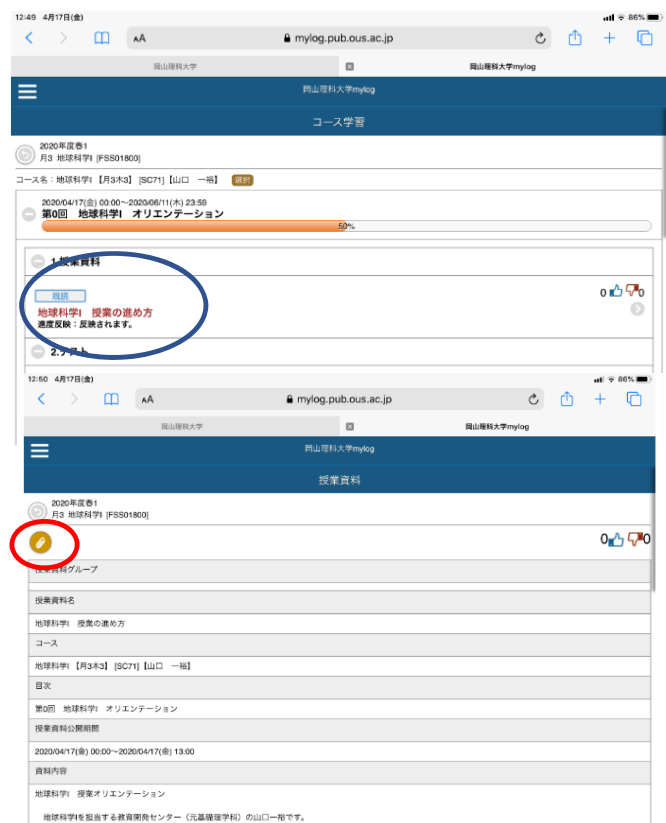 12:49 4月17日(金)
86%
AA
mylog.pub.ous.ac.jp
岡山理科大学
岡山理科大学mylog
岡山理科大学mylog
コース学習
2020年度春1
月3 地球科学I [FSS01800]
コース名：地球科学I 【月3木3】 [SC71]【山口 一裕】 選択
2020/04/17(金) 00:00～2020/06/11(木) 23:59
第0回 地球科学I オリエンテーション
50%
1.授業資料
既読
0 0
地球科学I 授業の進め方
進度反映：反映されます。
2.テスト
12:50 4月17日(金)
86%
AA
mylog.pub.ous.ac.jp
岡山理科大学
岡山理科大学mylog
岡山理科大学mylog
授業資料
2020年度春1
月3 地球科学I [FSS01800]
0 0
授業資料グループ
授業資料名
地球科学I 授業の進め方
コース
地球科学I 【月3木3】 [SC71]【山口 一裕】
目次
第0回 地球科学I オリエンテーション
授業資料公開期間
2020/04/17(金) 00:00～2020/04/17(金) 13:00
資料内容
地球科学I 授業オリエンテーション
地球科学Iを担当する教育開発センター（元基礎理学科）の山口一裕です。